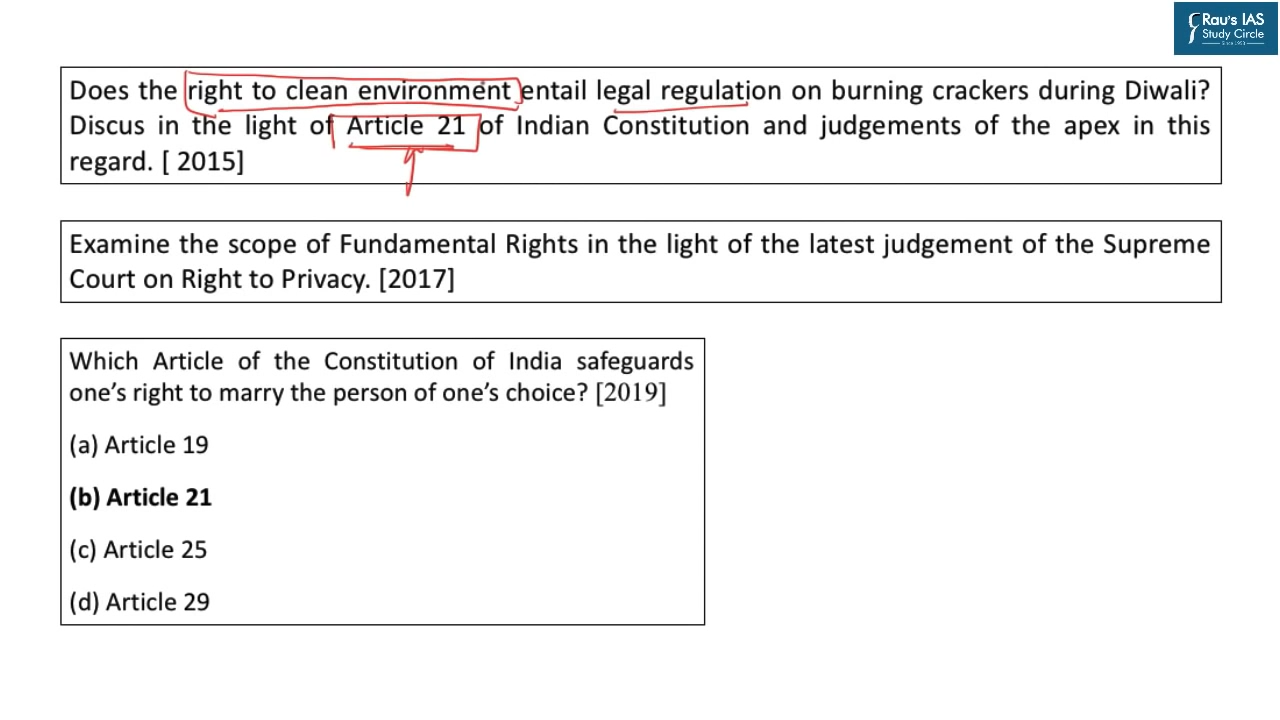 Rau's IAS
Study Circle
Since 1953
Does the right to clean environment entail legal regulation on burning crackers during Diwali?
Discus in the light of Article 21 of Indian Constitution and judgements of the apex in this
regard. [ 2015]
Examine the scope of Fundamental Rights in the light of the latest judgement of the Supreme
Court on Right to Privacy. [2017]
Which Article of the Constitution of India safeguards
one's right to marry the person of one's choice? [2019]
(a) Article 19
(b) Article 21
(c) Article 25
(d) Article 29